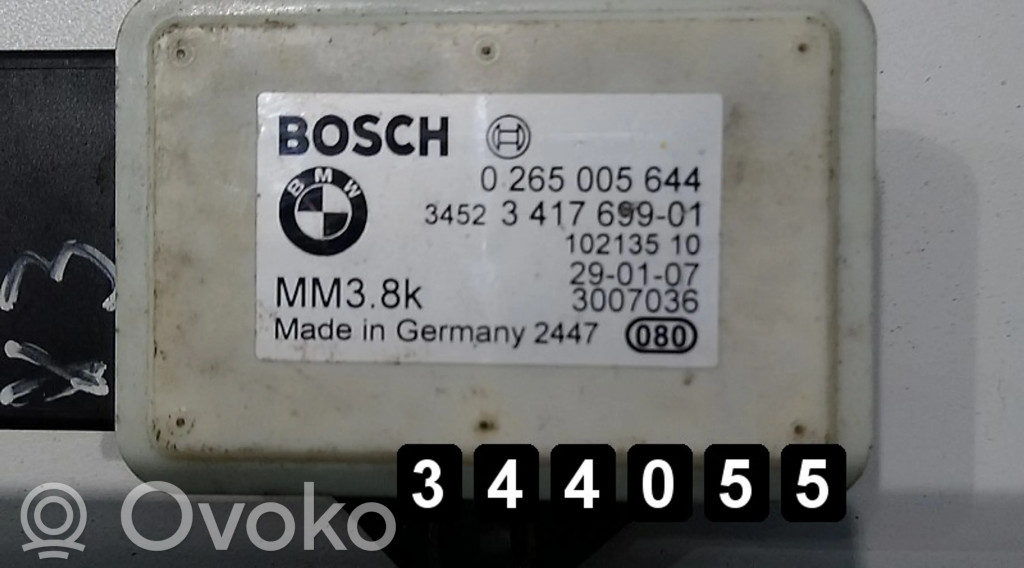 BOSCH
BMW
0 265 005 644
3452 3 417 699-01
102135 10
29-01-07
MM3.8k
3007036
Made in Germany 2447
080
344055
Ovoko